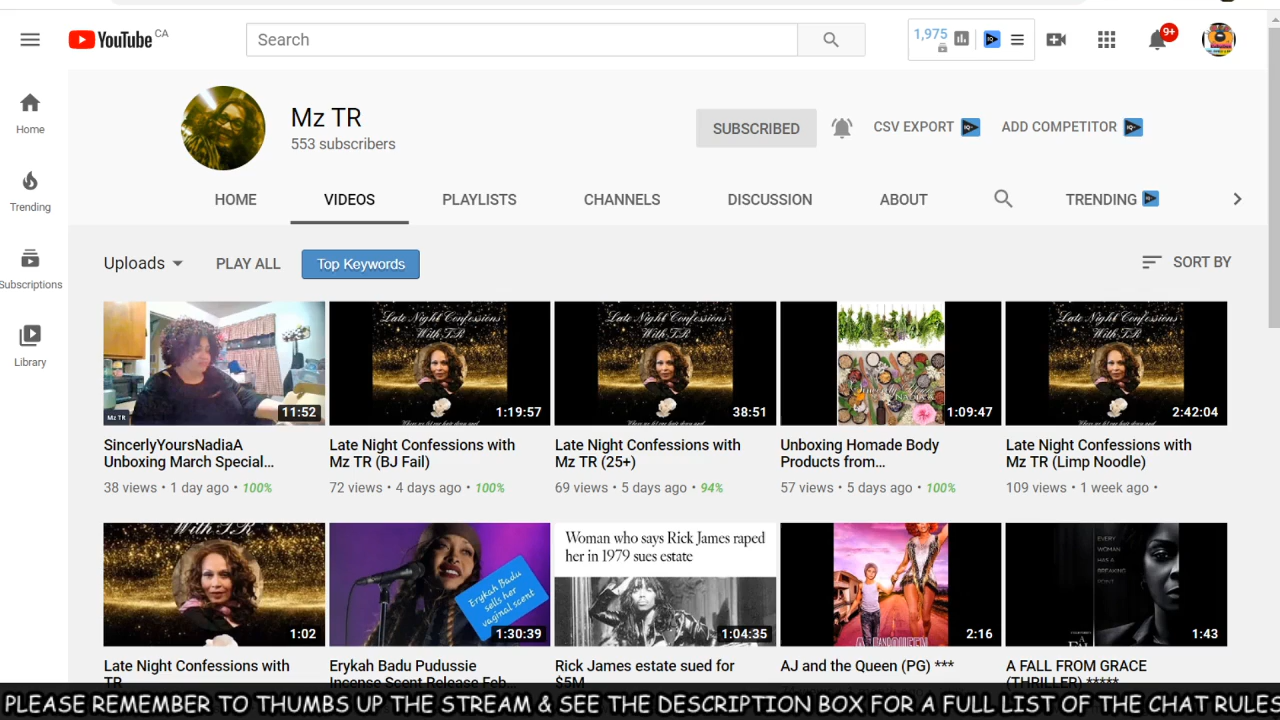 YouTube CA
Search
1,975
9+
Home
Trending
Subscriptions
Library
Mz TR
553 subscribers
SUBSCRIBED
CSV EXPORT
ADD COMPETITOR
HOME
VIDEOS
PLAYLISTS
CHANNELS
DISCUSSION
ABOUT
TRENDING
Uploads
PLAY ALL
Top Keywords
SORT BY
Mz TR
11:52
SincerlyYoursNadiaA
Unboxing March Special...
38 views • 1 day ago • 100%
Late Night Confessions
With TR
1:19:57
Late Night Confessions with
Mz TR (BJ Fail)
72 views • 4 days ago • 100%
Late Night Confessions
With TR
38:51
Late Night Confessions with
Mz TR (25+)
69 views • 5 days ago • 94%
1:09:47
Unboxing Homade Body
Products from...
57 views • 5 days ago • 100%
Late Night Confessions
With TR
2:42:04
Late Night Confessions with
Mz TR (Limp Noodle)
109 views • 1 week ago •
With TR
1:02
Late Night Confessions with
TR
Erykah Badu
sells her
vaginal scent
1:30:39
Erykah Badu Pudussie
Incense Scent Release Feb...
Woman who says Rick James raped
her in 1979 sues estate
1:04:35
Rick James estate sued for
$5M
2:16
AJ and the Queen (PG) ***
EVERY
WOMAN
HAS A
BREAKING
POINT
1:43
A FALL FROM GRACE
(THRILLER) *****
PLEASE REMEMBER TO THUMBS UP THE STREAM & SEE THE DESCRIPTION BOX FOR A FULL LIST OF THE CHAT RULES